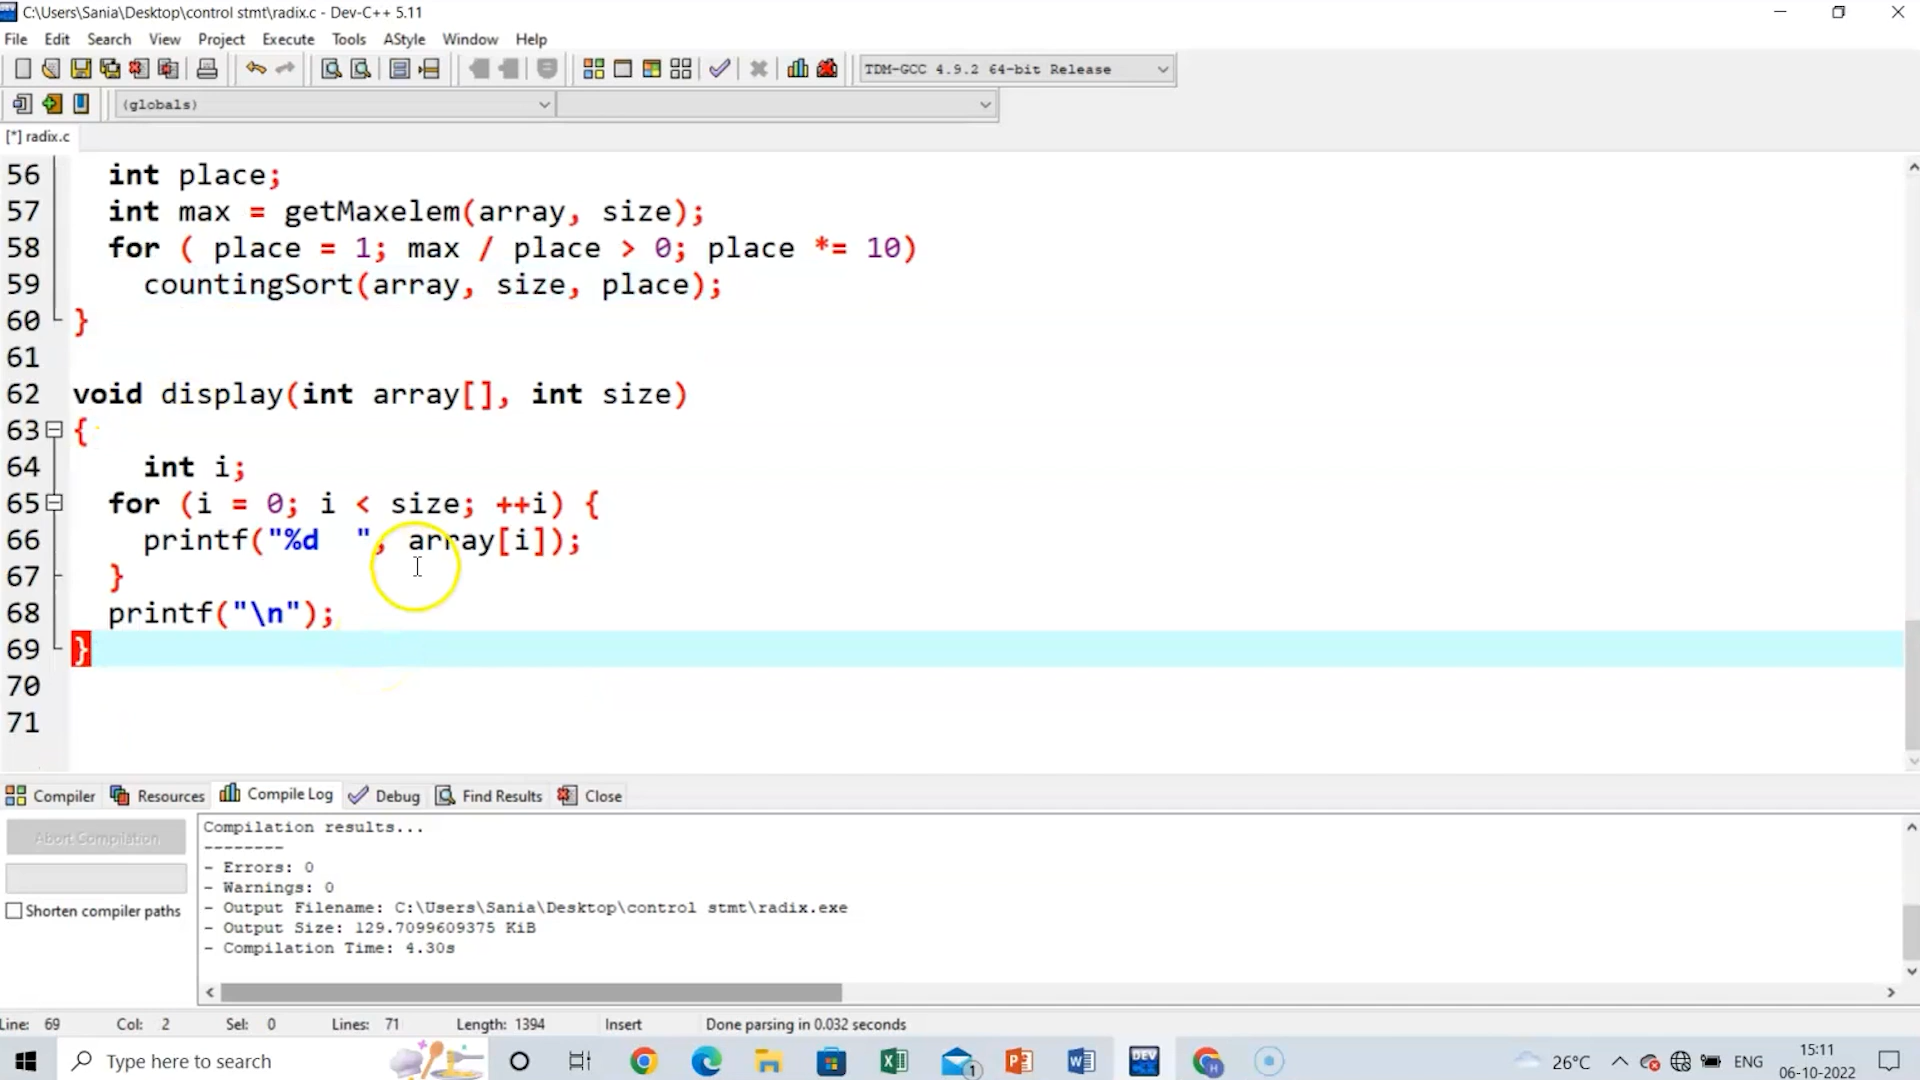 C:\Users\Sania\Desktop\control stmt\radix.c - Dev-C++ 5.11
File Edit Search View Project Execute Tools AStyle Window Help
TDM-GCC 4.9.2 64-bit Release
(globals)
[*] radix.c
56 int place;
57 int max = getMaxelem(array, size);
58 for ( place = 1; max / place > 0; place *= 10)
59 countingSort(array, size, place);
60 }
61
62 void display(int array[], int size)
63 {
64 int i;
65 for (i = 0; i < size; ++i) {
66 printf("%d  ", array[i]);
67 }
68 printf("\n");
69 }
70
71
Compiler Resources Compile Log Debug Find Results Close
Abort Compilation
Shorten compiler paths
Compilation results...
--------
- Errors: 0
- Warnings: 0
- Output Filename: C:\Users\Sania\Desktop\control stmt\radix.exe
- Output Size: 129.7099609375 KiB
- Compilation Time: 4.30s
Line: 69 Col: 2 Sel: 0 Lines: 71 Length: 1394 Insert Done parsing in 0.032 seconds
Type here to search
1
DEV
H
26°C
ENG
15:11
06-10-2022